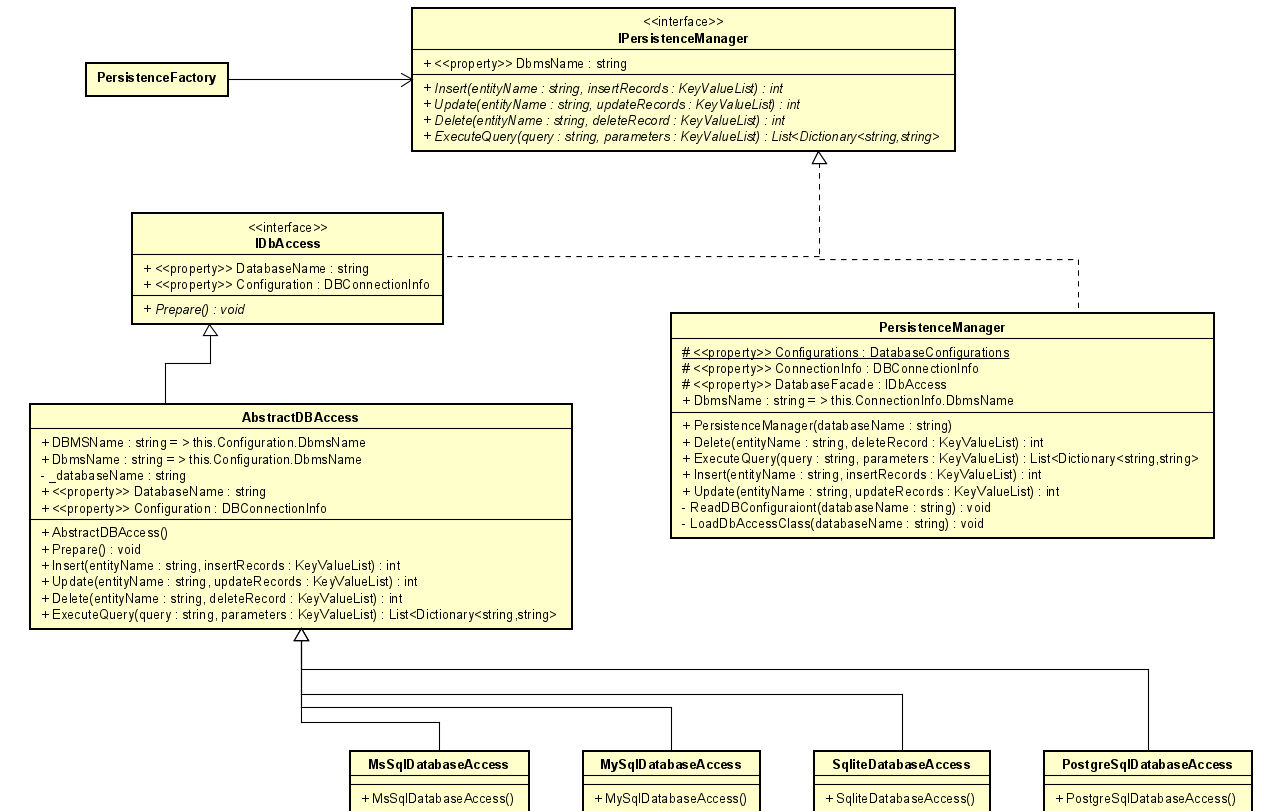 <<interface>>
IPersistenceManager
+ <<property>> DbmsName : string
+ Insert(entityName : string, insertRecords : KeyValueList) : int
+ Update(entityName : string, updateRecords : KeyValueList) : int
+ Delete(entityName : string, deleteRecord : KeyValueList) : int
+ ExecuteQuery(query : string, parameters : KeyValueList) : List<Dictionary<string,string>
PersistenceFactory
<<interface>>
IDbAccess
+ <<property>> DatabaseName : string
+ <<property>> Configuration : DBConnectionInfo
+ Prepare() : void
PersistenceManager
# <<property>> Configurations : DatabaseConfigurations
# <<property>> ConnectionInfo : DBConnectionInfo
# <<property>> DatabaseFacade : IDbAccess
+ DbmsName : string = > this.ConnectionInfo.DbmsName
+ PersistenceManager(databaseName : string)
+ Delete(entityName : string, deleteRecord : KeyValueList) : int
+ ExecuteQuery(query : string, parameters : KeyValueList) : List<Dictionary<string,string>
+ Insert(entityName : string, insertRecords : KeyValueList) : int
+ Update(entityName : string, updateRecords : KeyValueList) : int
- ReadDBConfiguraiont(databaseName : string) : void
- LoadDbAccessClass(databaseName : string) : void
AbstractDBAccess
+ DBMSName : string = > this.Configuration.DbmsName
+ DbmsName : string = > this.Configuration.DbmsName
- _databaseName : string
+ <<property>> DatabaseName : string
+ <<property>> Configuration : DBConnectionInfo
+ AbstractDBAccess()
+ Prepare() : void
+ Insert(entityName : string, insertRecords : KeyValueList) : int
+ Update(entityName : string, updateRecords : KeyValueList) : int
+ Delete(entityName : string, deleteRecord : KeyValueList) : int
+ ExecuteQuery(query : string, parameters : KeyValueList) : List<Dictionary<string,string>
MsSqlDatabaseAccess
+ MsSqlDatabaseAccess()
MySqlDatabaseAccess
+ MySqlDatabaseAccess()
SqliteDatabaseAccess
+ SqliteDatabaseAccess()
PostgreSqlDatabaseAccess
+ PostgreSqlDatabaseAccess()